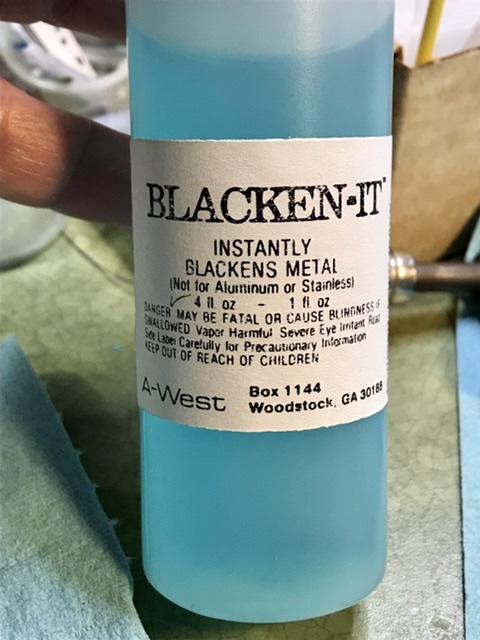 BLACKEN-IT™
INSTANTLY
BLACKENS METAL
(Not for Aluminum or Stainless)
✓ 4 fl oz - 1 fl oz
DANGER MAY BE FATAL OR CAUSE BLINDNESS IF
SWALLOWED Vapor Harmful Severe Eye Irritant Read
Side Label Carefully for Precautionary Information
KEEP OUT OF REACH OF CHILDREN
A-West
Box 1144
Woodstock, GA 30188